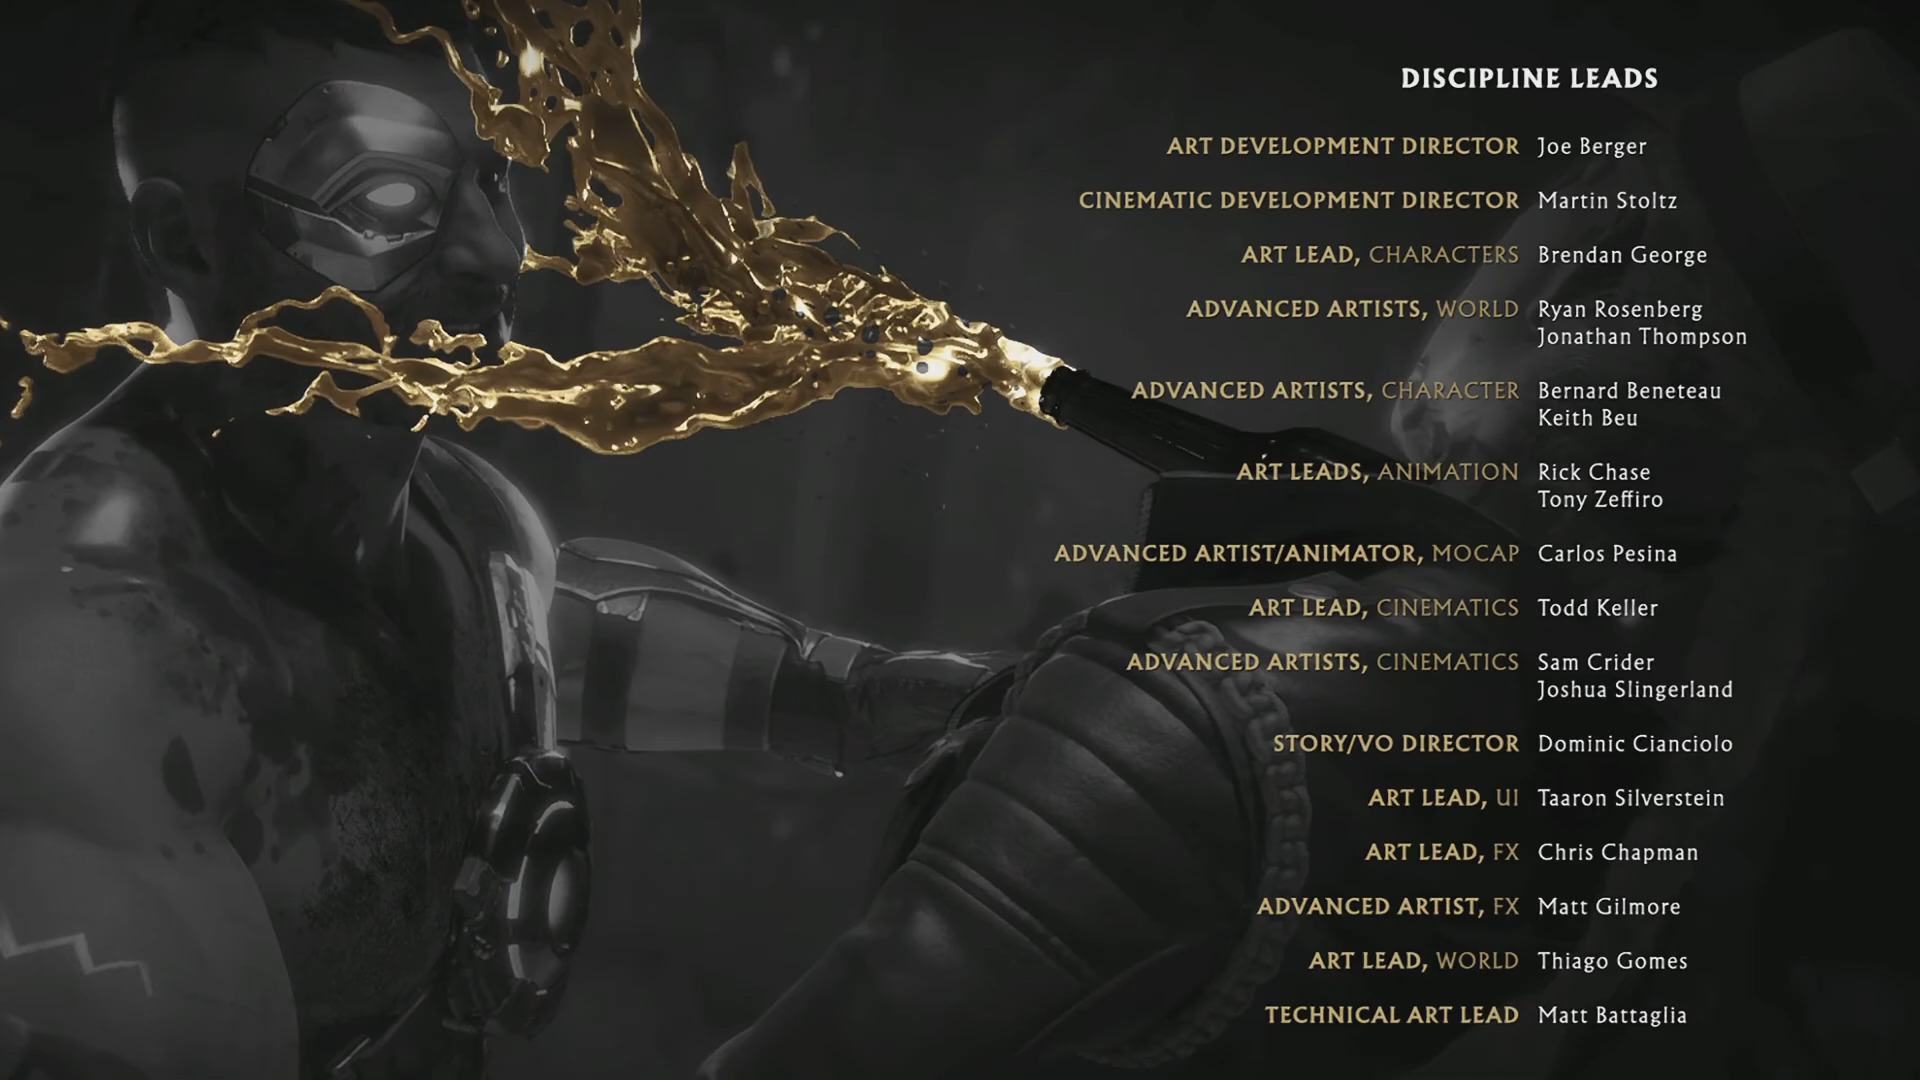 DISCIPLINE LEADS
ART DEVELOPMENT DIRECTOR Joe Berger
CINEMATIC DEVELOPMENT DIRECTOR Martin Stoltz
ART LEAD, CHARACTERS Brendan George
ADVANCED ARTISTS, WORLD Ryan Rosenberg
Jonathan Thompson
ADVANCED ARTISTS, CHARACTER Bernard Beneteau
Keith Beu
ART LEADS, ANIMATION Rick Chase
Tony Zeffiro
ADVANCED ARTIST/ANIMATOR, MOCAP Carlos Pesina
ART LEAD, CINEMATICS Todd Keller
ADVANCED ARTISTS, CINEMATICS Sam Crider
Joshua Slingerland
STORY/VO DIRECTOR Dominic Cianciolo
ART LEAD, UI Taaron Silverstein
ART LEAD, FX Chris Chapman
ADVANCED ARTIST, FX Matt Gilmore
ART LEAD, WORLD Thiago Gomes
TECHNICAL ART LEAD Matt Battaglia